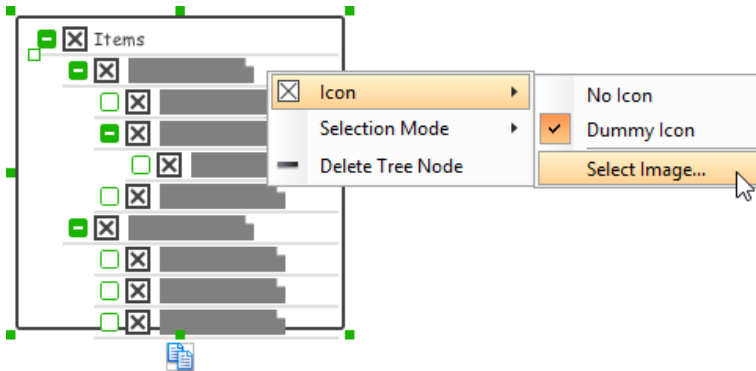 Items
Icon
Selection Mode
Delete Tree Node
No Icon
Dummy Icon
Select Image...